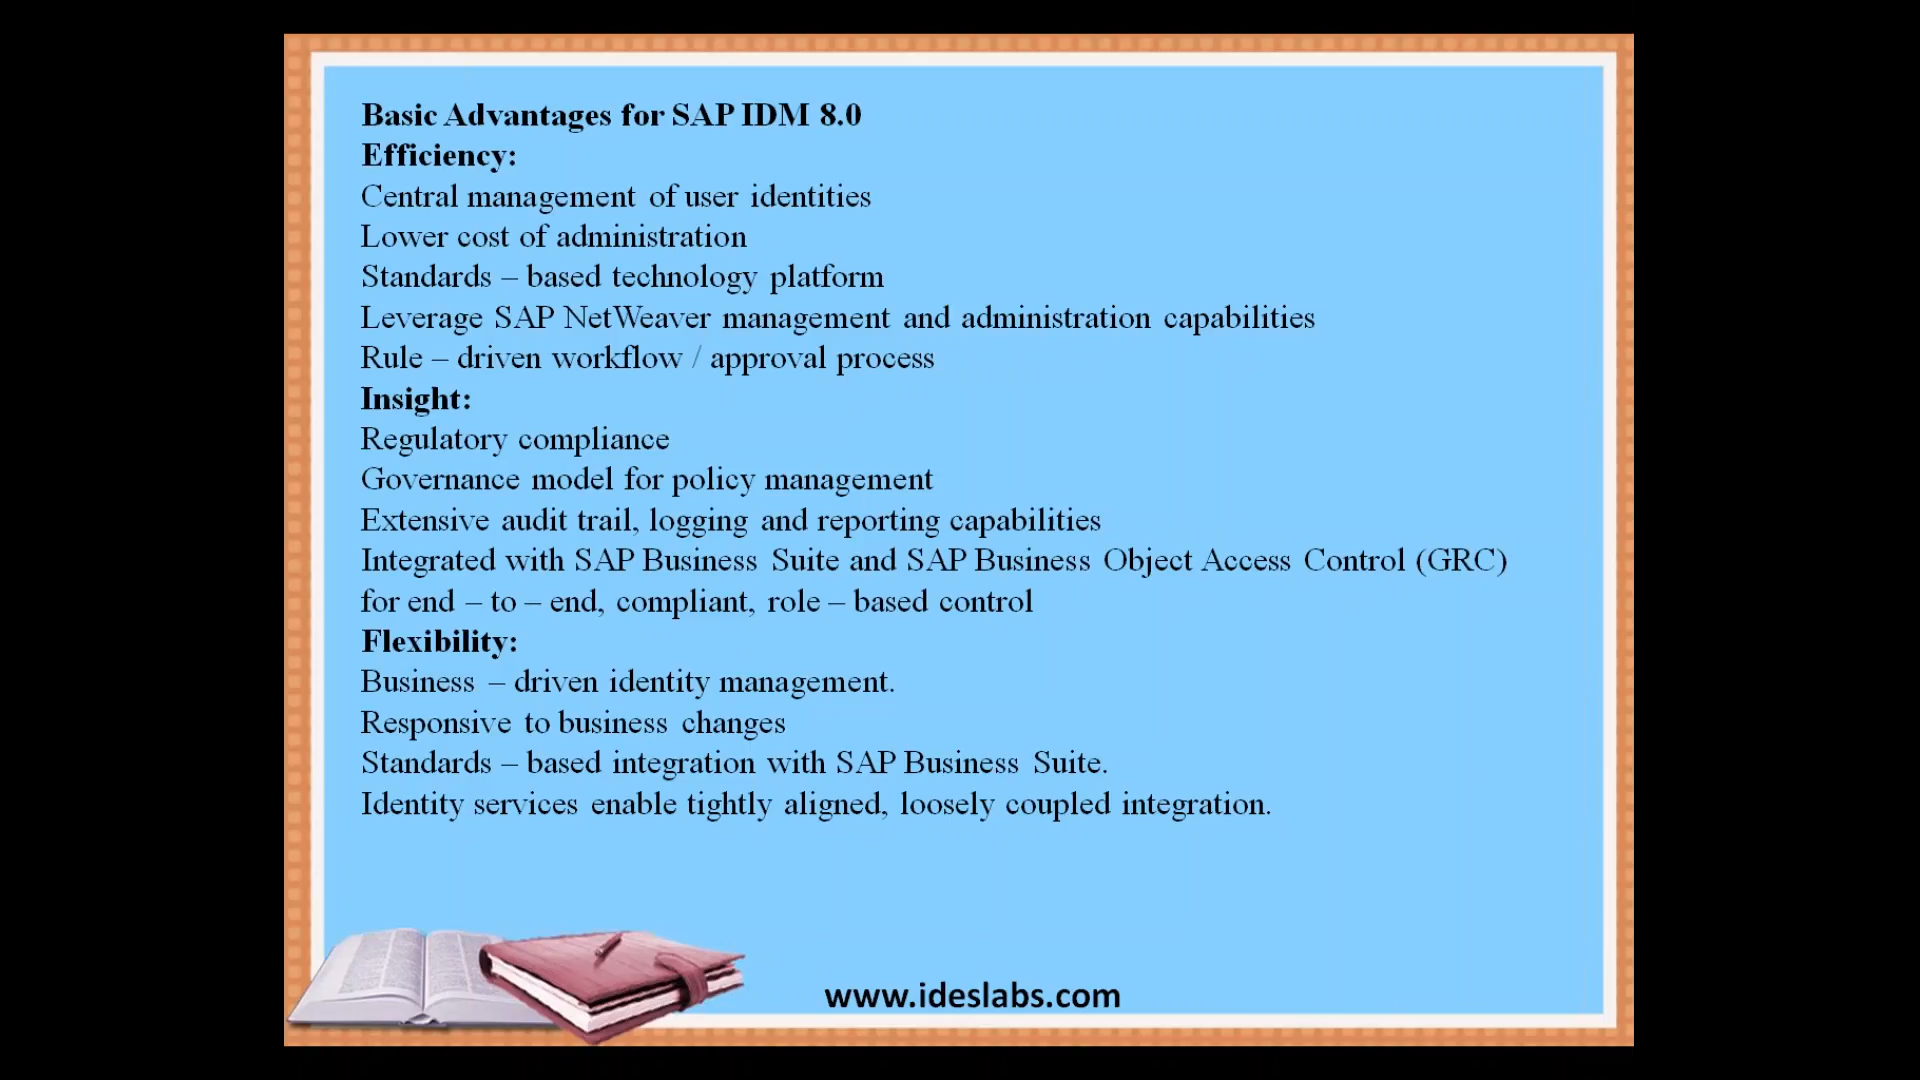 Basic Advantages for SAP IDM 8.0
Efficiency:
Central management of user identities
Lower cost of administration
Standards – based technology platform
Leverage SAP NetWeaver management and administration capabilities
Rule – driven workflow / approval process
Insight:
Regulatory compliance
Governance model for policy management
Extensive audit trail, logging and reporting capabilities
Integrated with SAP Business Suite and SAP Business Object Access Control (GRC)
for end – to – end, compliant, role – based control
Flexibility:
Business – driven identity management.
Responsive to business changes
Standards – based integration with SAP Business Suite.
Identity services enable tightly aligned, loosely coupled integration.
www.ideslabs.com